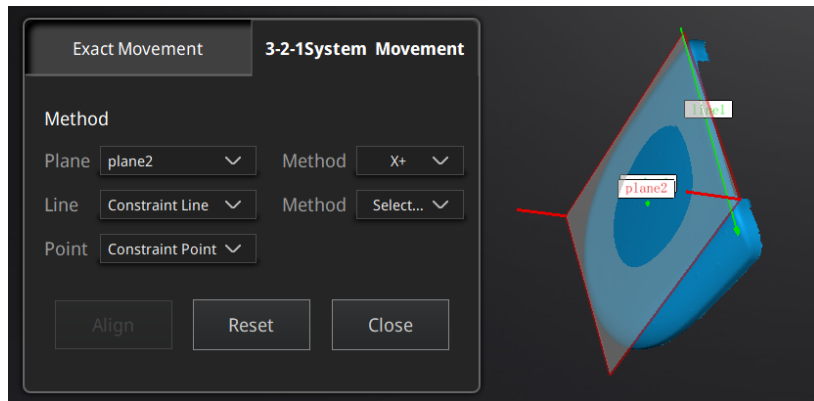 Exact Movement
3-2-1System Movement
Method
Plane plane2 Method X+
Line Constraint Line Method Select...
Point Constraint Point
Align Reset Close
line1
plane2